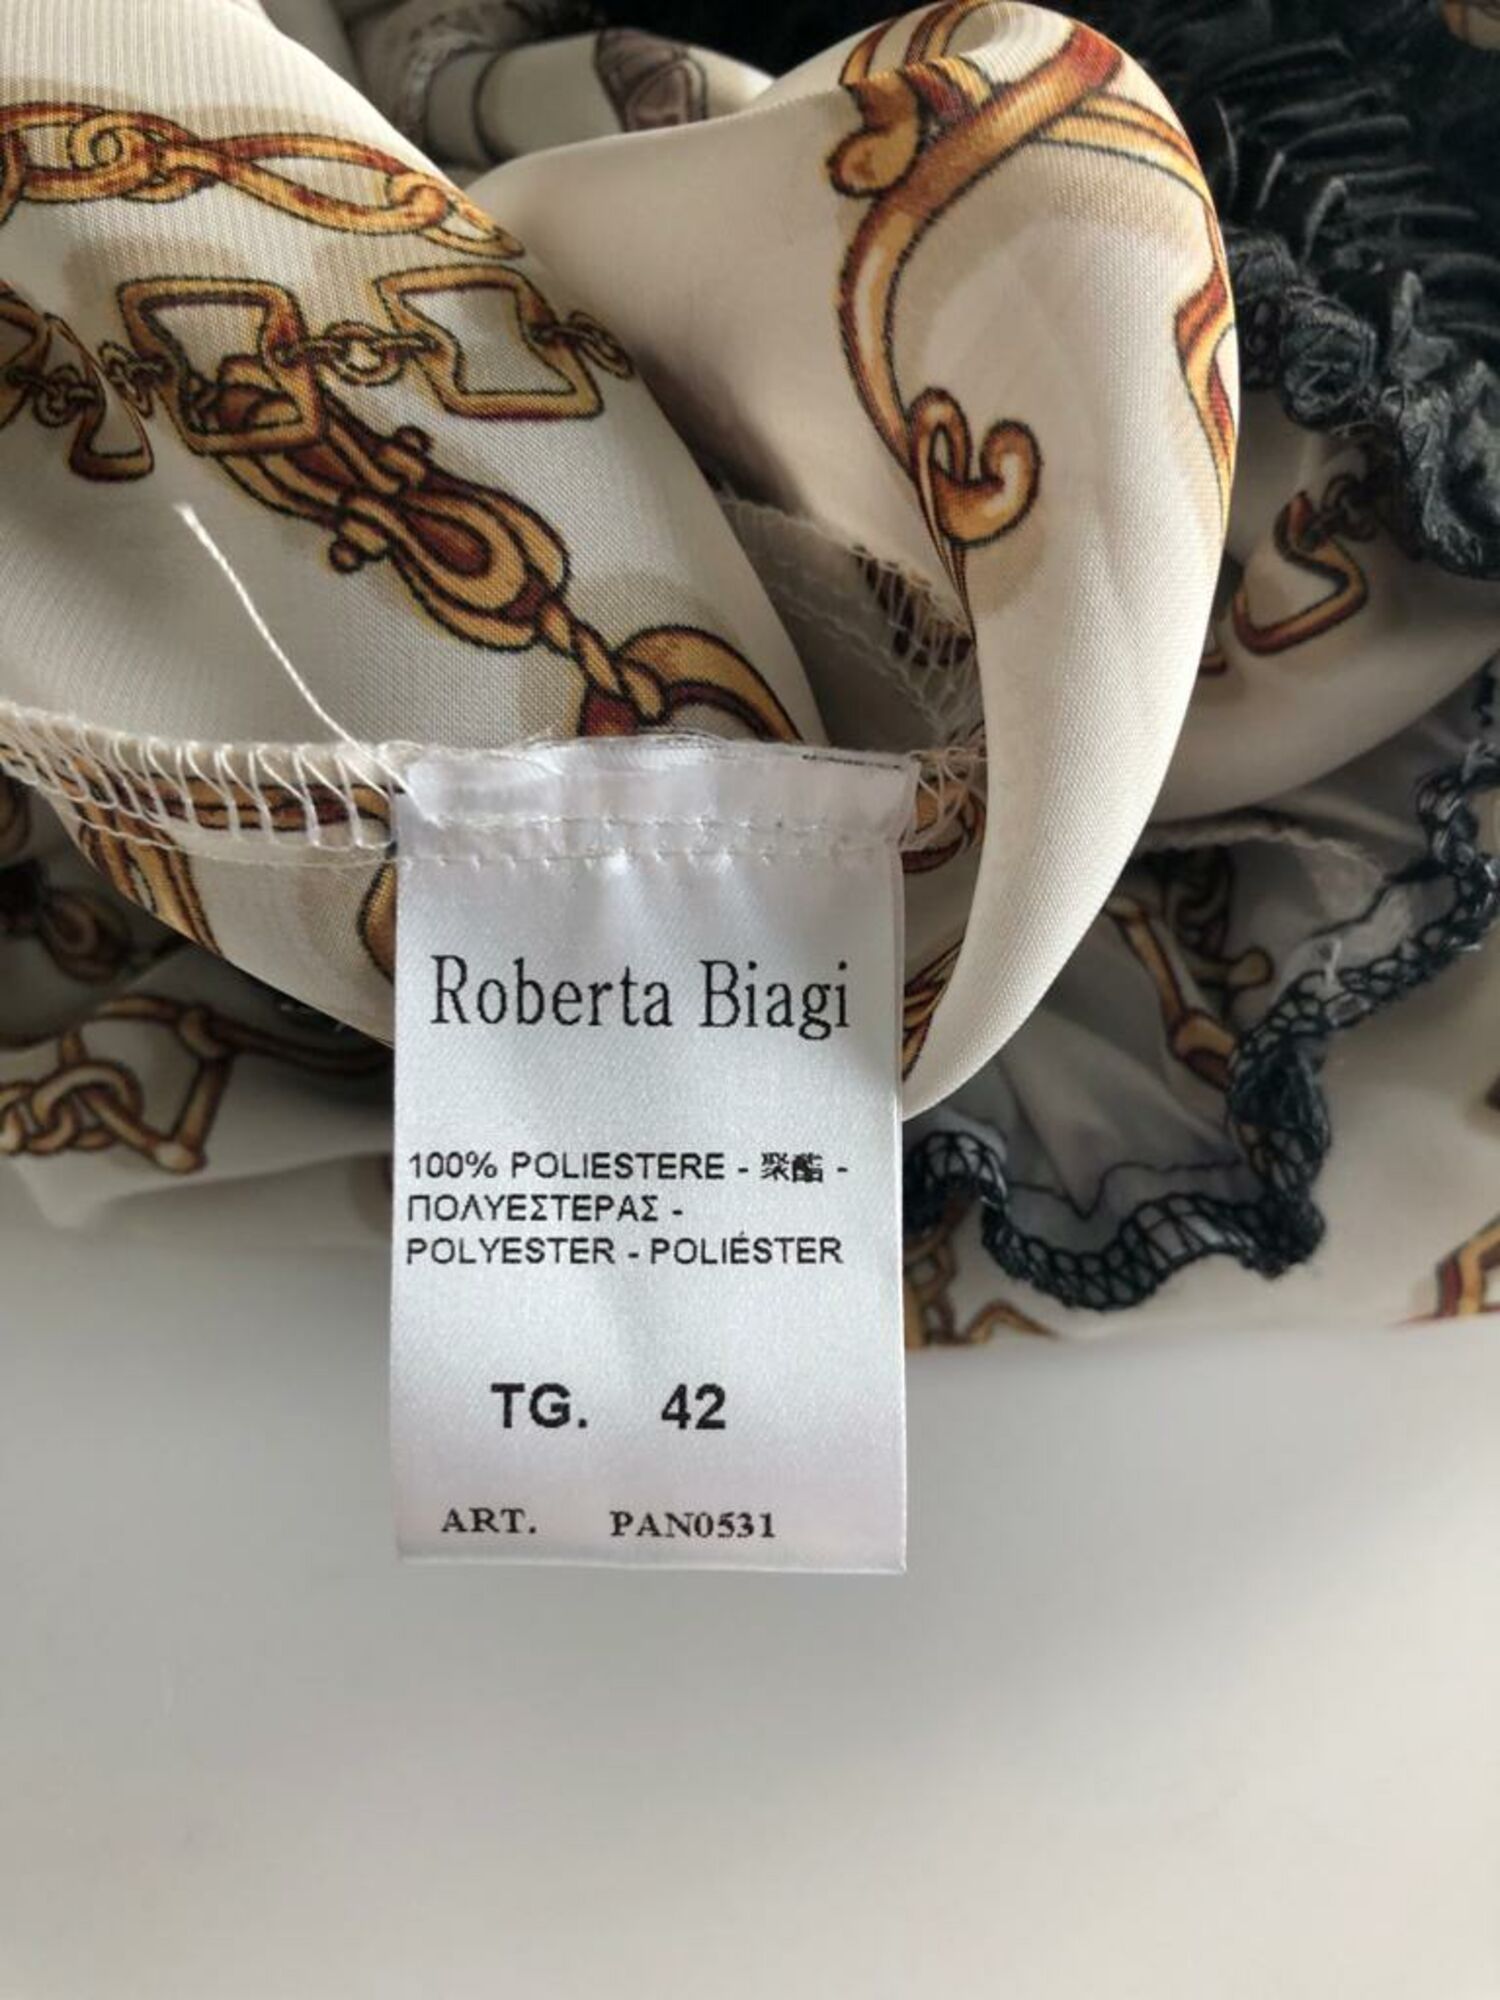 Roberta Biagi
100% POLIESTERE - 聚酯 -
ΠΟΛΥΕΣΤΕΡΑΣ -
POLYESTER - POLIÉSTER
TG. 42
ART. PAN0531